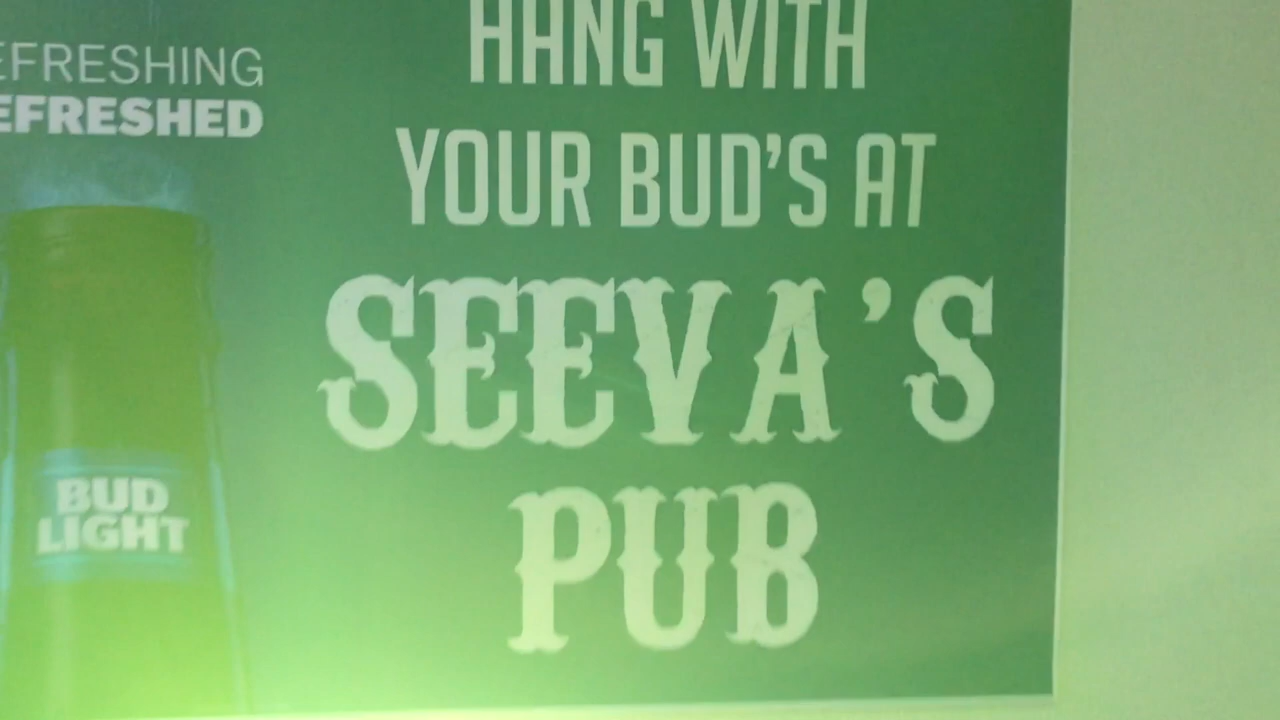 EFRESHING
EFRESHED
HANG WITH
YOUR BUD'S AT
SEEVA'S
PUB
BUD
LIGHT